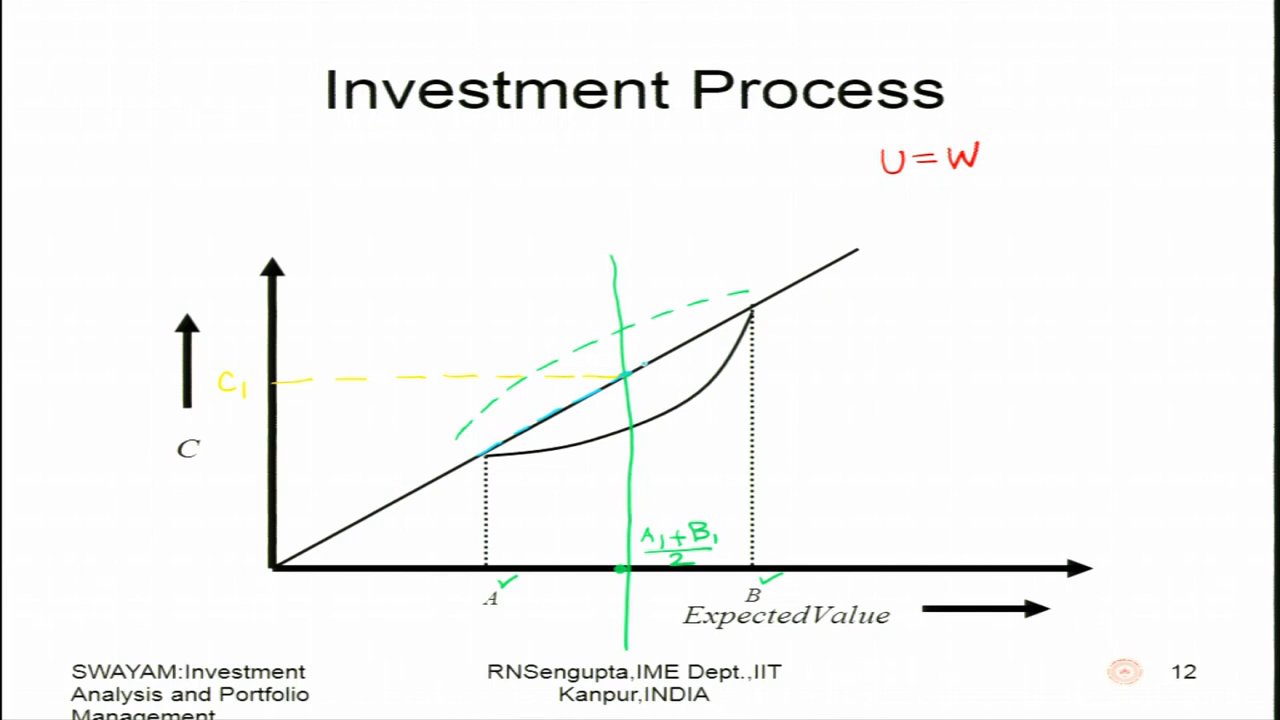 Investment Process
U = W
C₁
C
A₁ + B₁
2
A
B
ExpectedValue
SWAYAM:Investment
Analysis and Portfolio
Management
RNSengupta,IME Dept.,IIT
Kanpur,INDIA
12